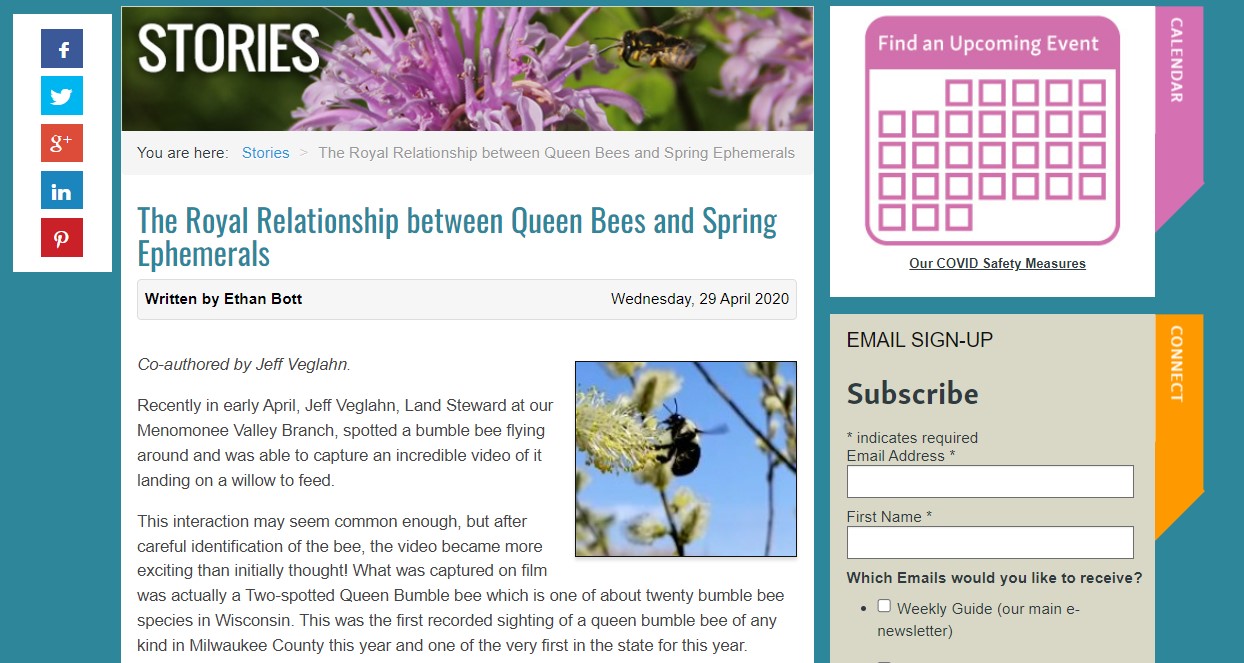 STORIES
You are here: Stories > The Royal Relationship between Queen Bees and Spring Ephemerals
The Royal Relationship between Queen Bees and Spring
Ephemerals
Written by Ethan Bott
Wednesday, 29 April 2020
Co-authored by Jeff Veglahn.
Recently in early April, Jeff Veglahn, Land Steward at our
Menomonee Valley Branch, spotted a bumble bee flying
around and was able to capture an incredible video of it
landing on a willow to feed.
This interaction may seem common enough, but after
careful identification of the bee, the video became more
exciting than initially thought! What was captured on film
was actually a Two-spotted Queen Bumble bee which is one of about twenty bumble bee
species in Wisconsin. This was the first recorded sighting of a queen bumble bee of any
kind in Milwaukee County this year and one of the very first in the state for this year.
Find an Upcoming Event
CALENDAR
Our COVID Safety Measures
EMAIL SIGN-UP
CONNECT
Subscribe
* indicates required
Email Address *
First Name *
Which Emails would you like to receive?
Weekly Guide (our main e-
newsletter)
f
g+
in